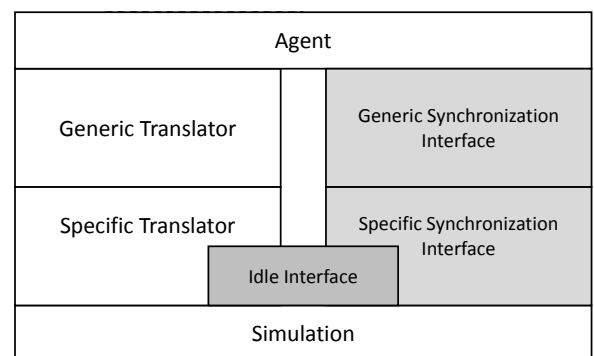 Agent
Generic Translator
Generic Synchronization
Interface
Specific Translator
Specific Synchronization
Interface
Idle Interface
Simulation